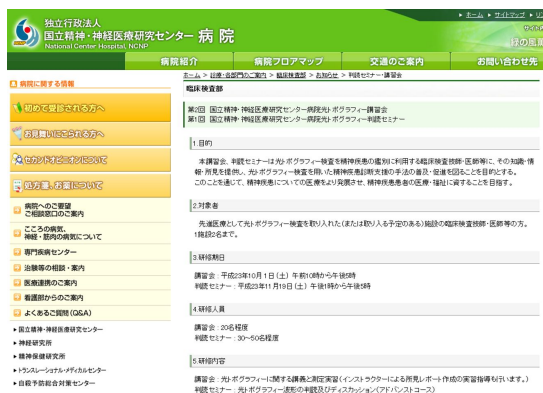 ▸ ホーム ▸ サイトマップ
独立行政法人
国立精神・神経医療研究センター 病院
National Center Hospital, NCNP
緑の風
病院紹介
病院フロアマップ
交通のご案内
お問い合わせ先
病院に関する情報
ホーム > 診療・各部門のご案内 > 臨床検査部 > お知らせ > 判読セミナー・講習会
臨床検査部
初めて受診される方へ
お見舞いにこられる方へ
セカンドオピニオンについて
処方箋、お薬について
病院へのご要望
ご相談窓口のご案内
こころの病気、
神経・筋肉の病気について
専門疾病センター
治験等の相談・案内
医療連携のご案内
看護部からのご案内
よくあるご質問(Q&A)
▸ 国立精神・神経医療研究センター
▸ 神経研究所
▸ 精神保健研究所
▸ トランスレーショナル・メディカルセンター
▸ 自殺予防総合対策センター
第2回 国立精神・神経医療研究センター病院光トポグラフィー講習会
第1回 国立精神・神経医療研究センター病院光トポグラフィー判読セミナー
1.目的
本講習会、判読セミナーは光トポグラフィー検査を精神疾患の鑑別に利用する臨床検査技師・医師等に、その知識・情
報・所見を提供し、光トポグラフィー検査を用いた精神疾患診断支援の手法の普及・促進を図ることを目的とする。
このことを通じて、精神疾患についての医療をより発展させ、精神疾患患者の医療・福祉に資することを目指す。
2.対象者
先進医療として光トポグラフィー検査を取り入れた(または取り入る予定のある)施設の臨床検査技師・医師等の方。
1施設2名まで。
3.研修期日
講習会 : 平成23年10月1日(土) 午前10時から午後5時
判読セミナー : 平成23年11月19日(土) 午後1時から午後5時
4.研修人員
講習会 : 20名程度
判読セミナー : 30~50名程度
5.研修内容
講習会 : 光トポグラフィーに関する講義と測定実習(インストラクターによる所見レポート作成の実習指導も行います。)
判読セミナー : 光トポグラフィー波形の判読及びディスカッション(アドバンストコース)